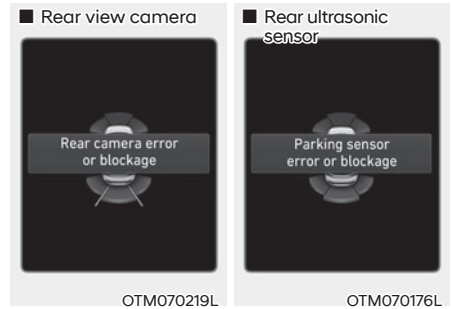 ■ Rear view camera
Rear camera error
or blockage
OTM070219L
■ Rear ultrasonic
sensor
Parking sensor
error or blockage
OTM070176L